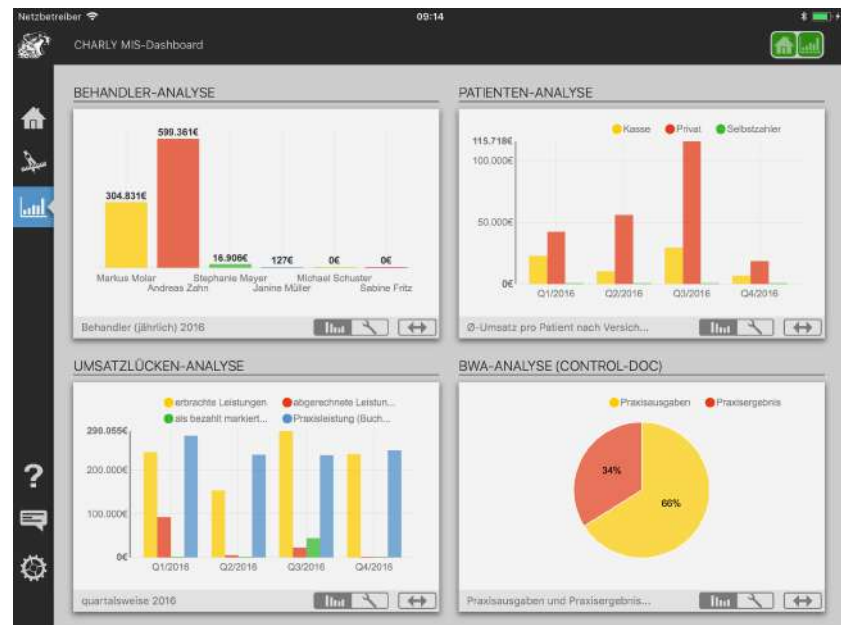 Netzbetreiber 09:14
CHARLY MIS-Dashboard
BEHANDLER-ANALYSE
599.361€
304.831€
16.906€ 127€ 0€ 0€
Markus Molar Stephanie Meyer Michael Schuster
Andreas Zahn Janine Müller Sabine Fritz
Behandler (jährlich) 2016
PATIENTEN-ANALYSE
Kasse Privat Selbstzahler
115.718€
100.000€
50.000€
0€
Q1/2016 Q2/2016 Q3/2016 Q4/2016
Ø-Umsatz pro Patient nach Versich...
UMSATZLÜCKEN-ANALYSE
erbrachte Leistungen abgerechnete Leistun...
als bezahlt markiert... Praxisleistung (Buch...
290.055€
200.000€
100.000€
0€
Q1/2016 Q2/2016 Q3/2016 Q4/2016
quartalsweise 2016
BWA-ANALYSE (CONTROL-DOC)
Praxisausgaben Praxisergebnis
34%
66%
Praxisausgaben und Praxisergebnis...
?